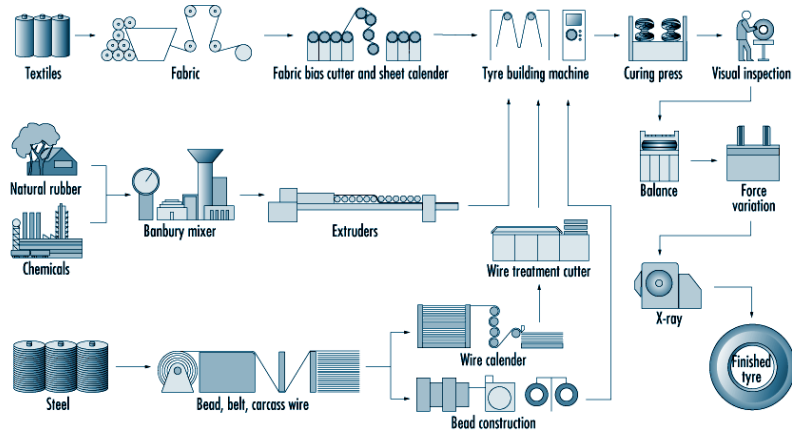 Textiles
Fabric
Fabric bias cutter and sheet calender
Tyre building machine
Curing press
Visual inspection
Natural rubber
Chemicals
Banbury mixer
Extruders
Balance
Force
variation
Wire treatment cutter
X-ray
Wire calender
Finished
tyre
Steel
Bead, belt, carcass wire
Bead construction